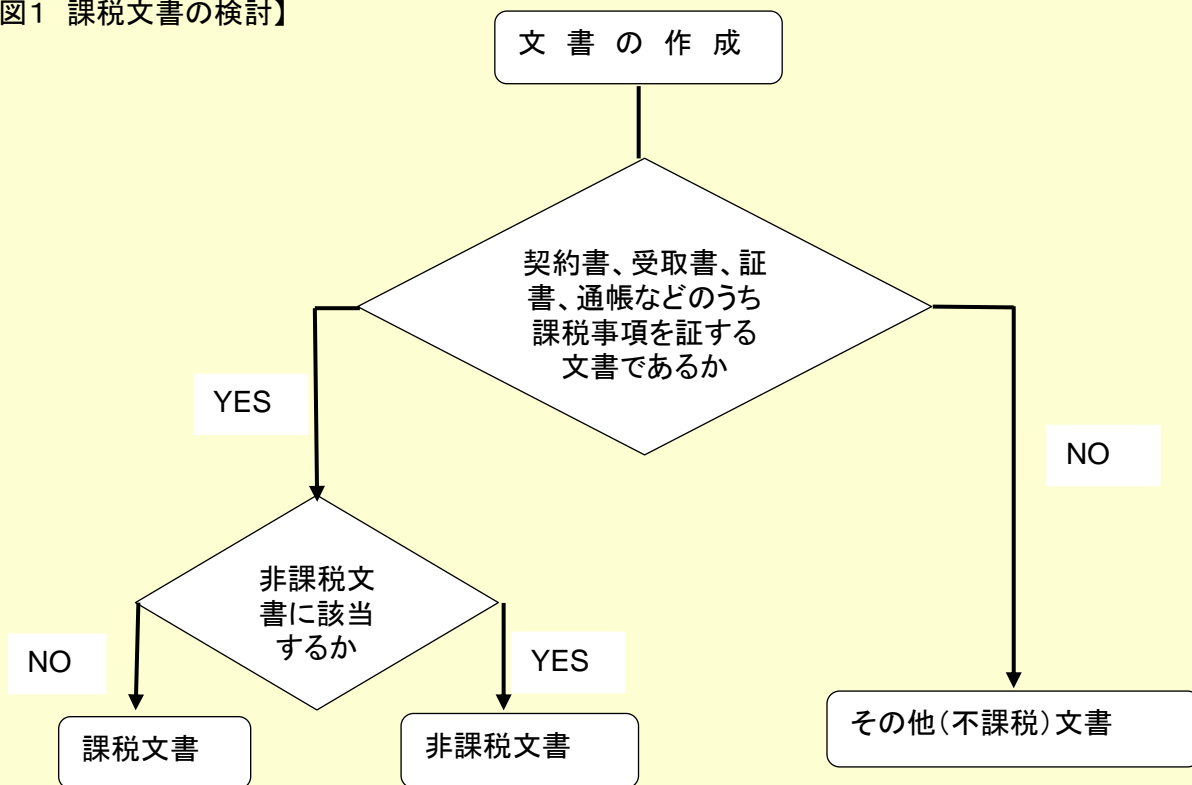 図1 課税文書の検討】
文 書 の 作 成
契約書、受取書、証
書、通帳などのうち
課税事項を証する
文書であるか
YES
NO
非課税文
書に該当
するか
NO
YES
課税文書
非課税文書
その他(不課税)文書